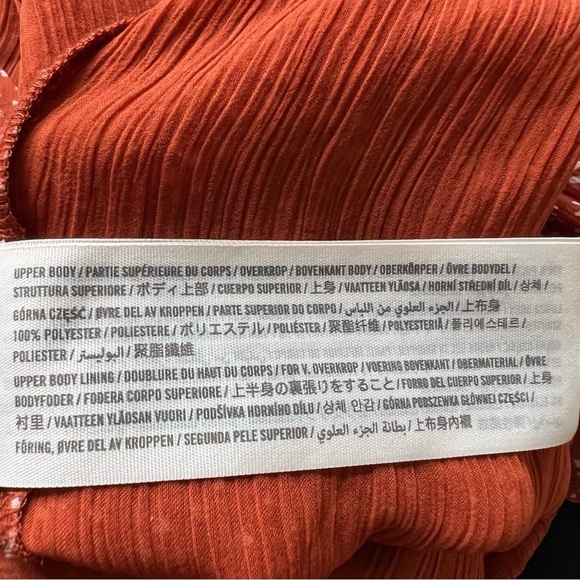 UPPER BODY / PARTIE SUPÉRIEURE DU CORPS / OVERKROP / BOVENKANT BODY / OBERKÖRPER / ÖVRE BODYDEL /
STRUTTURA SUPERIORE / ボディ上部 / CUERPO SUPERIOR / 上身 / VAATTEEN YLÄOSA / HORNÍ STŘEDNÍ DÍL / 상체 /
GÓRNA CZĘŚĆ / ØVRE DEL AV KROPPEN / PARTE SUPERIOR DO CORPO / الجزء العلوي من اللباس / 上布身
100% POLYESTER / POLIESTERE / ポリエステル / POLIÉSTER / 聚酯纤维 / POLYESTERIÄ / 폴리에스테르 /
POLIESTER / البوليستر / 聚脂纖維
UPPER BODY LINING / DOUBLURE DU HAUT DU CORPS / FOR V. OVERKROP / VOERING BOVENKANT / OBERMATERIAL / ÖVRE
BODYFODER / FODERA CORPO SUPERIORE / 上半身の裏張りをすること / FORRO DEL CUERPO SUPERIOR / 上身
衬里 / VAATTEEN YLÄOSAN VUORI / PODŠÍVKA HORNÍHO DÍLU / 상체 안감 / GÓRNA PODSZEWKA GŁÓWNEJ CZĘŚCI /
FÔRING, ØVRE DEL AV KROPPEN / SEGUNDA PELE SUPERIOR / بطانة الجزء العلوي / 上布身內襯